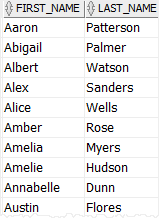 FIRST_NAME LAST_NAME
Aaron Patterson
Abigail Palmer
Albert Watson
Alex Sanders
Alice Wells
Amber Rose
Amelia Myers
Amelie Hudson
Annabelle Dunn
Austin Flores